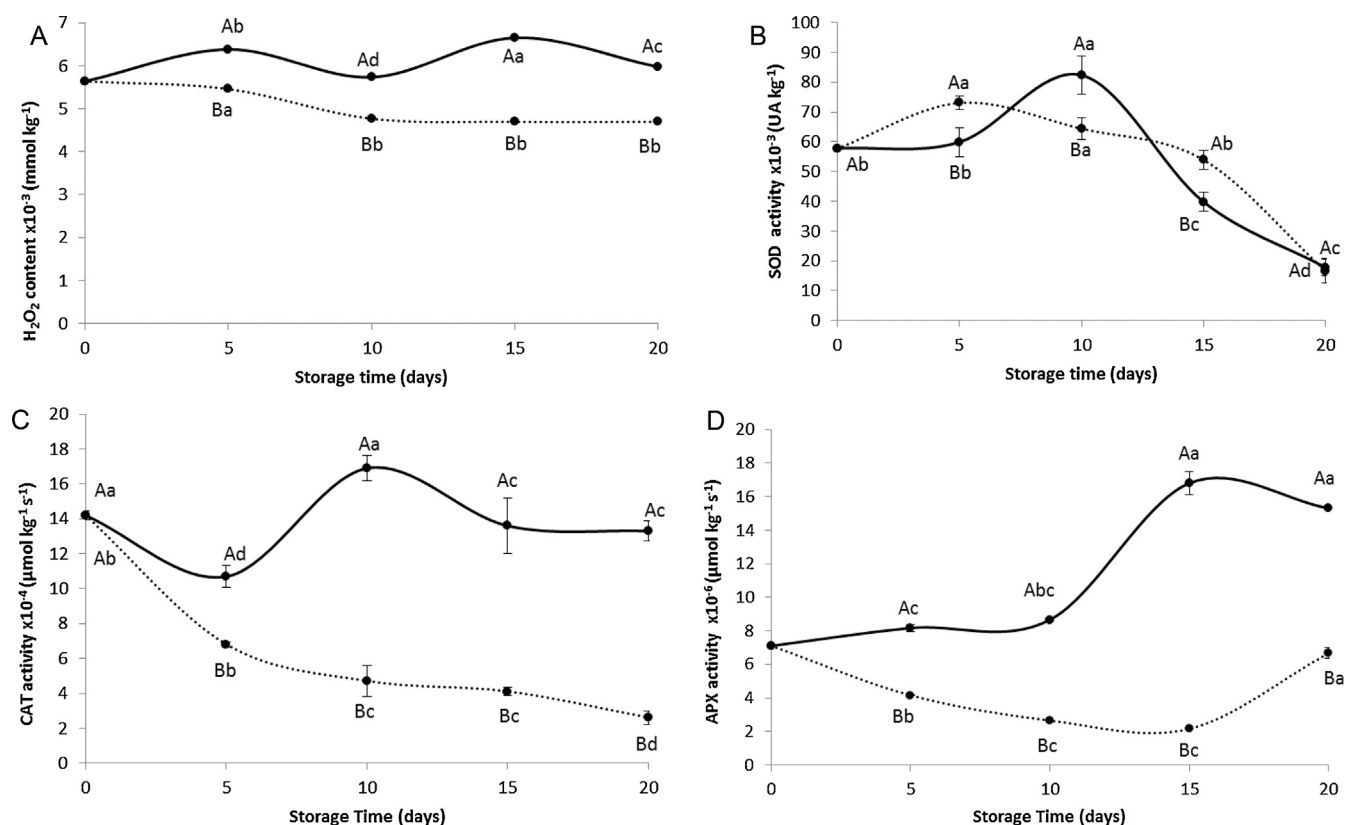 A
H₂O₂ content x10⁻³ (mmol kg⁻¹)
7
6
5
4
3
2
1
0
Ab
Ad
Aa
Ac
Ba
Bb
Bb
Bb
0 5 10 15 20
Storage time (days)
B
SOD activity x10⁻³ (UA kg⁻¹)
100
90
80
70
60
50
40
30
20
10
0
Aa
Aa
Ab
Bb
Ba
Ab
Bc
Ac
Ad
0 5 10 15 20
Storage time (days)
C
CAT activity x10⁻⁴ (µmol kg⁻¹ s⁻¹)
20
18
16
14
12
10
8
6
4
2
0
Aa
Ab
Ad
Aa
Ac
Ac
Bb
Bc
Bc
Bd
0 5 10 15 20
Storage Time (days)
D
APX activity x10⁻⁶ (µmol kg⁻¹ s⁻¹)
20
18
16
14
12
10
8
6
4
2
0
Ac
Abc
Aa
Aa
Bb
Bc
Bc
Ba
0 5 10 15 20
Storage Time (days)